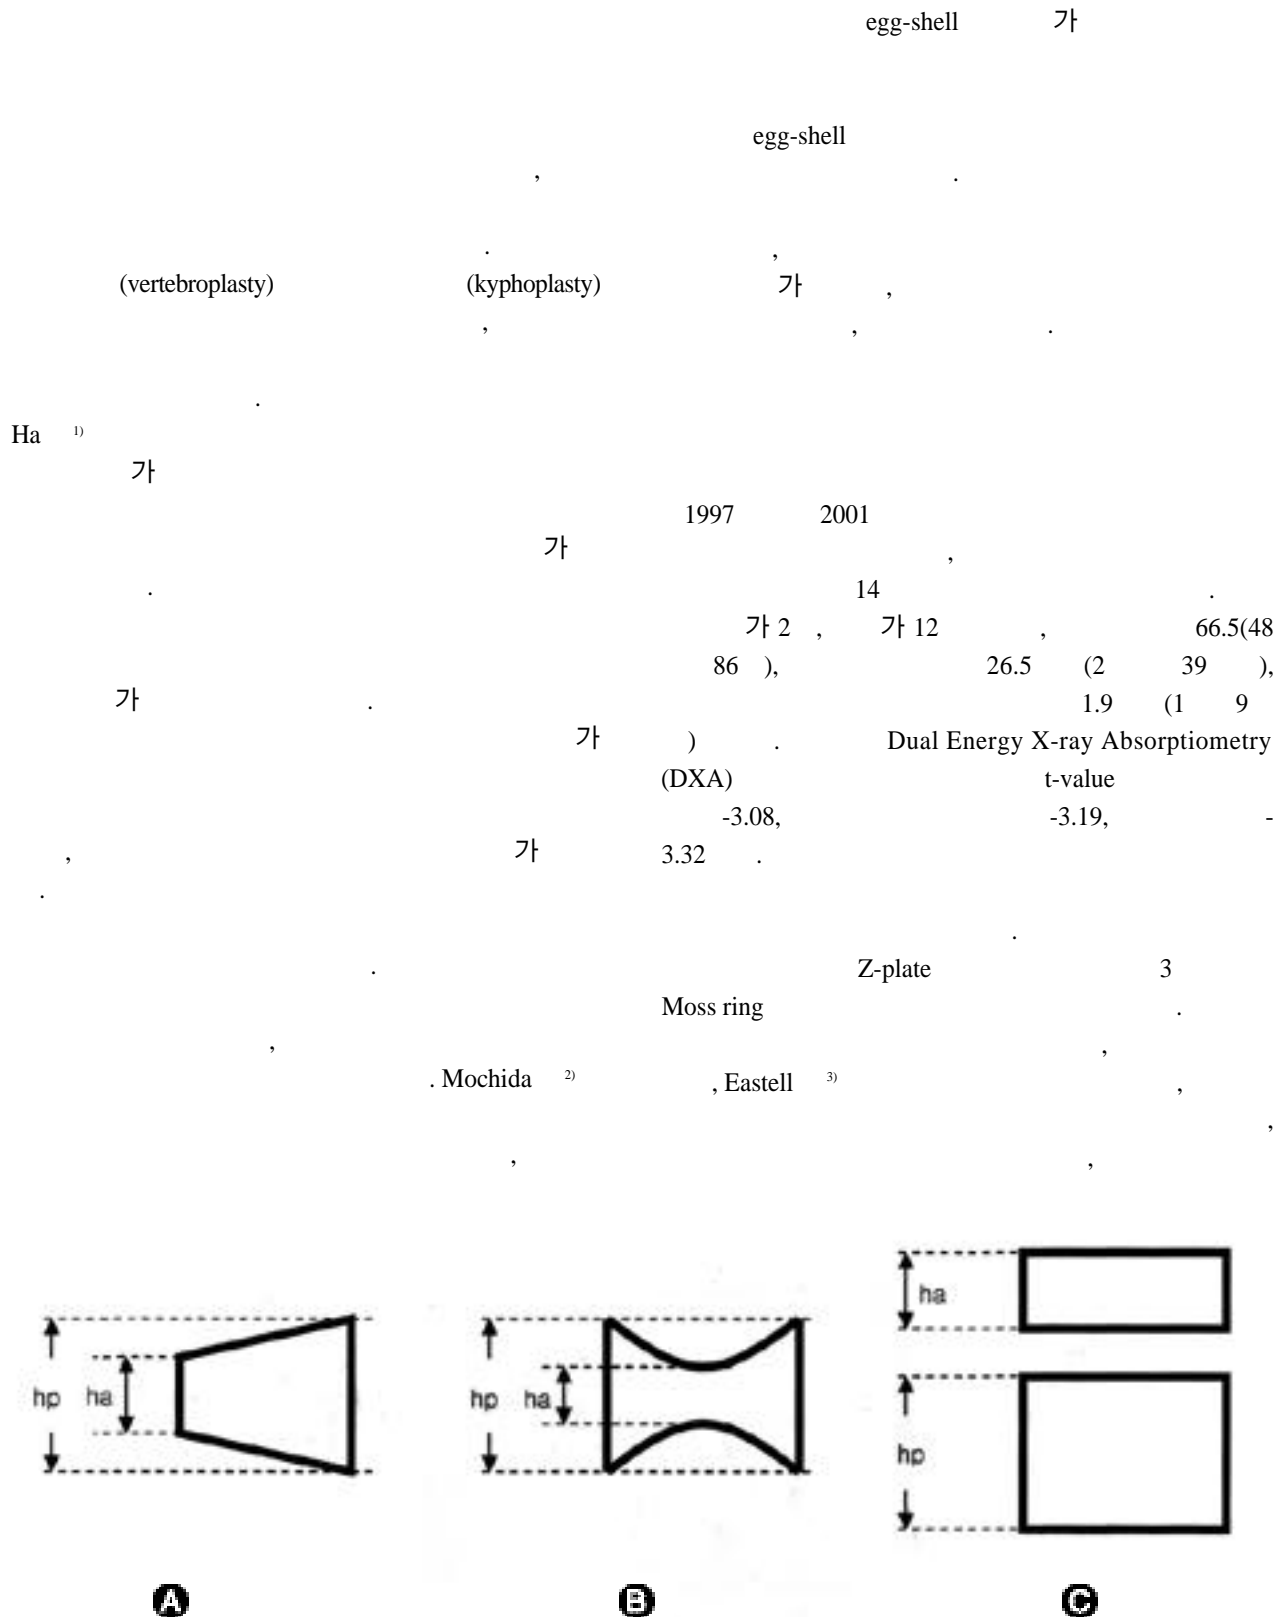 egg-shell 가
egg-shell
, .
. ,
(vertebroplasty) (kyphoplasty) 가 ,
, , .
.
Ha 1)
가
가
.
가 .
가
, 가
.
.
,
. Mochida 2) , Eastell 3)
,
1997 2001
,
14 .
가 2 , 가 12 , 66.5(48
86 ), 26.5 (2 39 ),
1.9 (1 9
) . Dual Energy X-ray Absorptiometry
(DXA) t-value
-3.08, -3.19, -
3.32 .
.
Z-plate 3
Moss ring .
,
,
,
,
hp ha
hp ha
ha
hp
A B C